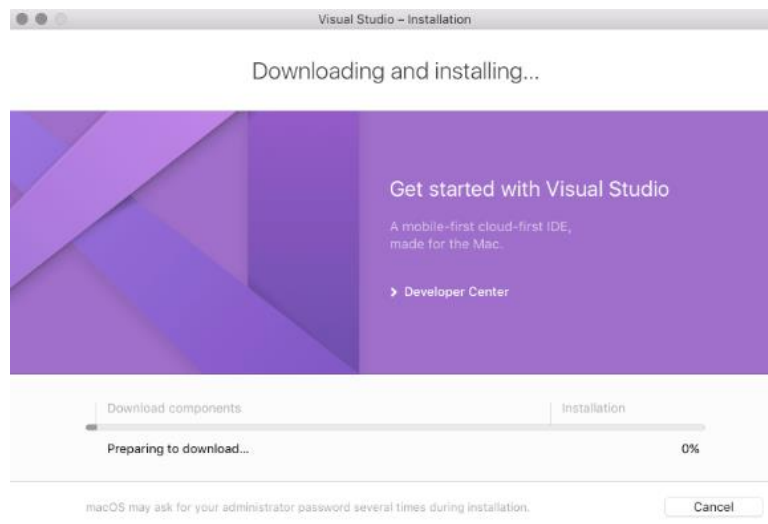 Visual Studio – Installation
Downloading and installing...
Get started with Visual Studio
A mobile-first cloud-first IDE,
made for the Mac.
Developer Center
Download components
Installation
Preparing to download...
0%
macOS may ask for your administrator password several times during installation.
Cancel